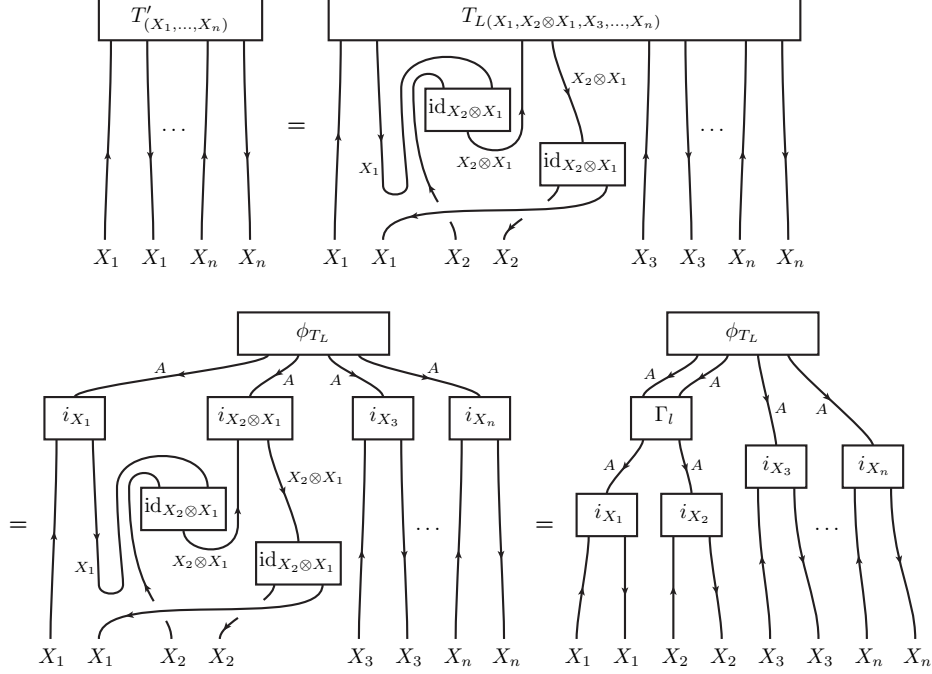 T′_{(X_1,…,X_n)} T_{L(X_1,X_2⊗X_1,X_3,…,X_n)}
X_2⊗X_1
id_{X_2⊗X_1}
… = …
X_1 X_2⊗X_1 id_{X_2⊗X_1}
X_1 X_1 X_n X_n X_1 X_1 X_2 X_2 X_3 X_3 X_n X_n
ϕ_{T_L} ϕ_{T_L}
A A A A A A A A
i_{X_1} i_{X_2⊗X_1} i_{X_3} i_{X_n} Γ_l
A A i_{X_3} i_{X_n}
X_2⊗X_1
id_{X_2⊗X_1} i_{X_1} i_{X_2}
= … = …
X_1 X_2⊗X_1 id_{X_2⊗X_1}
X_1 X_1 X_2 X_2 X_3 X_3 X_n X_n X_1 X_1 X_2 X_2 X_3 X_3 X_n X_n